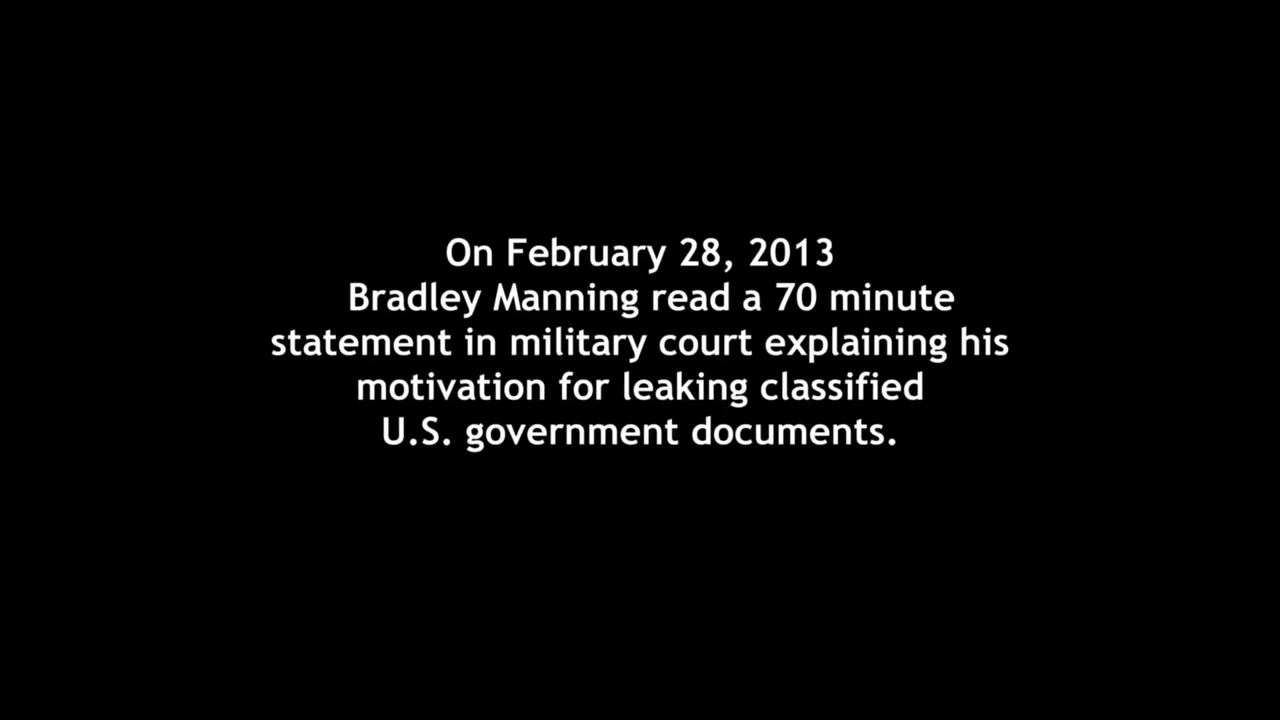 On February 28, 2013
Bradley Manning read a 70 minute
statement in military court explaining his
motivation for leaking classified
U.S. government documents.